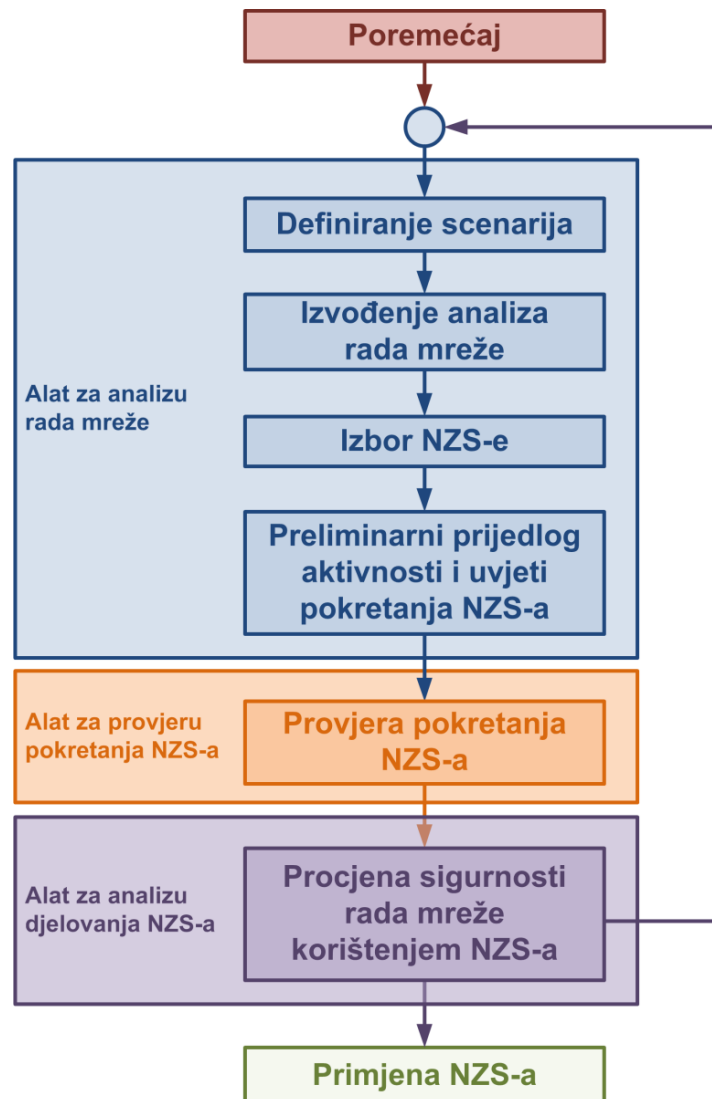 Poremećaj
Definiranje scenarija
Izvođenje analiza
rada mreže
Alat za analizu
rada mreže
Izbor NZS-e
Preliminarni prijedlog
aktivnosti i uvjeti
pokretanja NZS-a
Alat za provjeru
pokretanja NZS-a
Provjera pokretanja
NZS-a
Alat za analizu
djelovanja NZS-a
Procjena sigurnosti
rada mreže
korištenjem NZS-a
Primjena NZS-a